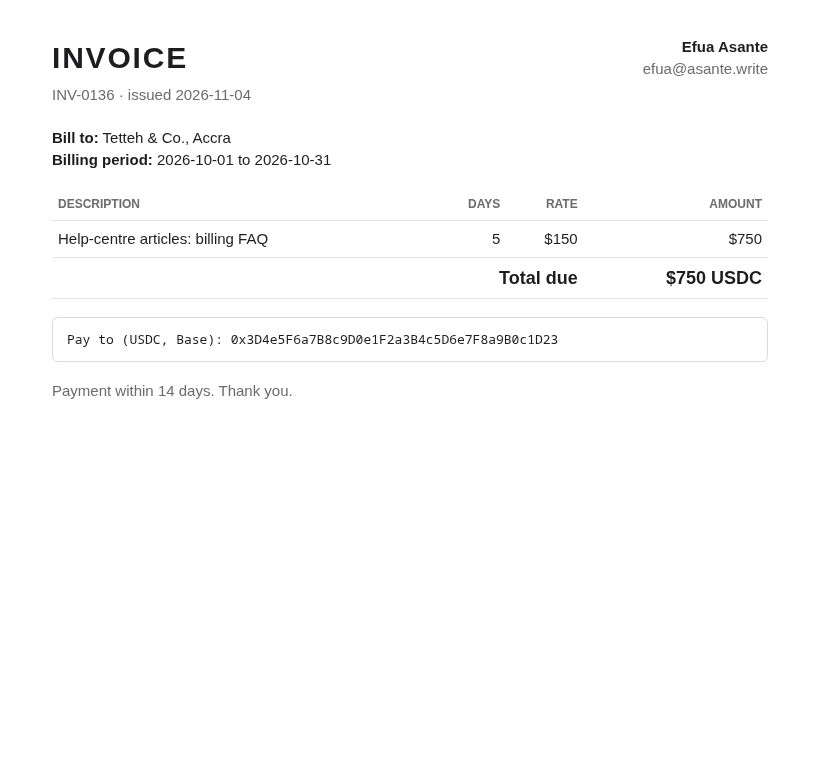 INVOICE
Efua Asante
efua@asante.write
INV-0136 · issued 2026-11-04
Bill to: Tetteh & Co., Accra
Billing period: 2026-10-01 to 2026-10-31
DESCRIPTION DAYS RATE AMOUNT
Help-centre articles: billing FAQ 5 $150 $750
Total due $750 USDC
Pay to (USDC, Base): 0x3D4e5F6a7B8c9D0e1F2a3B4c5D6e7F8a9B0c1D23
Payment within 14 days. Thank you.